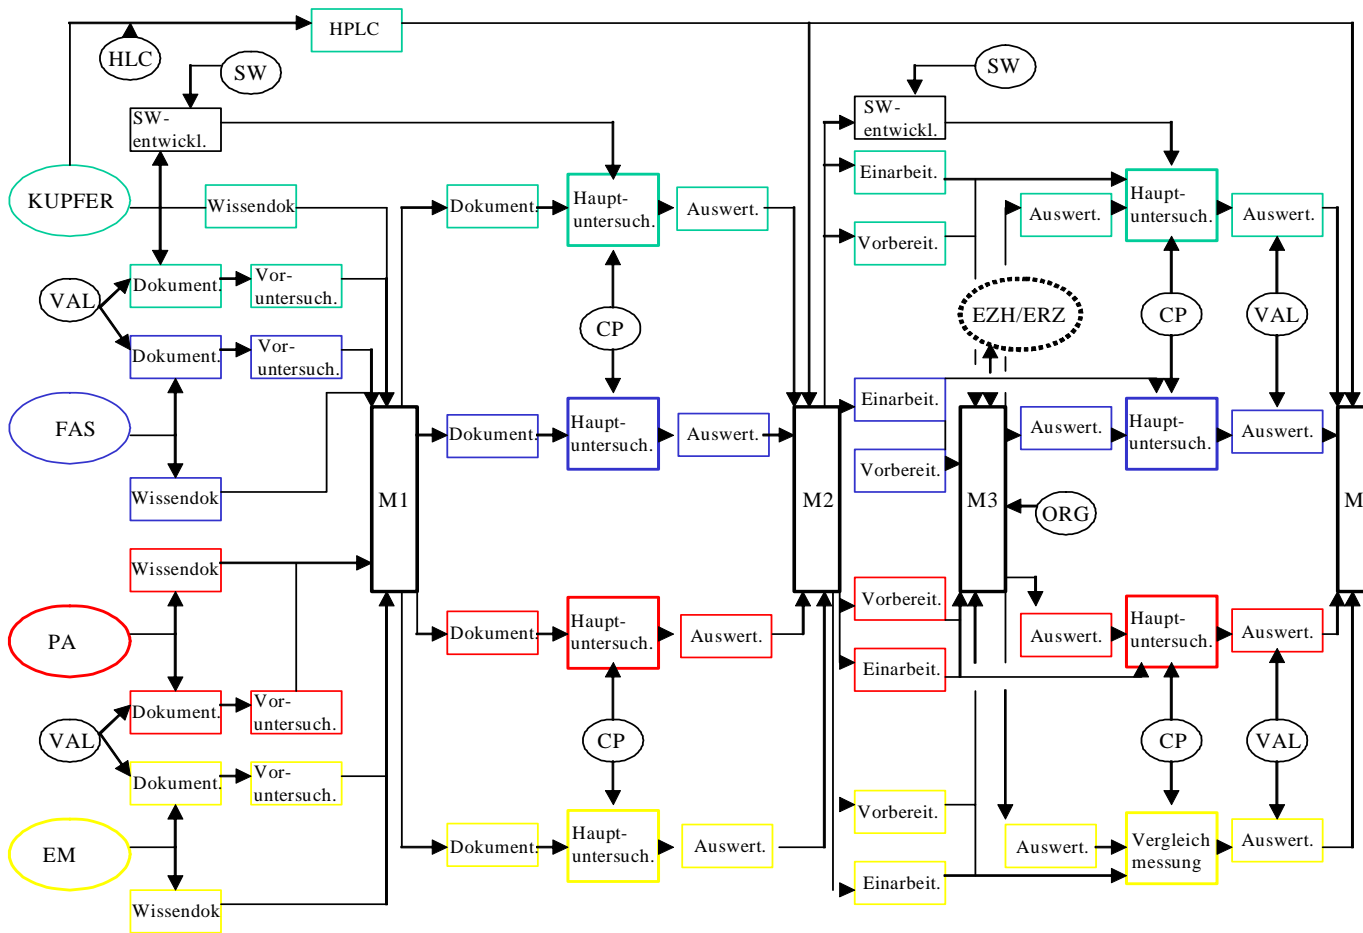 HPLC
HLC
SW
SW
SW-
entwickl.
SW-
entwickl.
KUPFER
Wissendok
Dokument.
Haupt-
untersuch.
Auswert.
Einarbeit.
Vorbereit.
Auswert.
Haupt-
untersuch.
Auswert.
VAL
Dokument.
Vor-
untersuch.
CP
EZH/ERZ
CP
VAL
Dokument.
Vor-
untersuch.
FAS
Dokument.
Haupt-
untersuch.
Auswert.
Einarbeit.
Vorbereit.
Auswert.
Haupt-
untersuch.
Auswert.
Wissendok
M1
M2
M3
M
ORG
Wissendok
PA
Dokument.
Haupt-
untersuch.
Auswert.
Vorbereit.
Einarbeit.
Auswert.
Haupt-
untersuch.
Auswert.
Dokument.
Vor-
untersuch.
VAL
CP
CP
VAL
Dokument.
Vor-
untersuch.
EM
Dokument.
Haupt-
untersuch.
Auswert.
Vorbereit.
Einarbeit.
Auswert.
Vergleich
messung
Auswert.
Wissendok